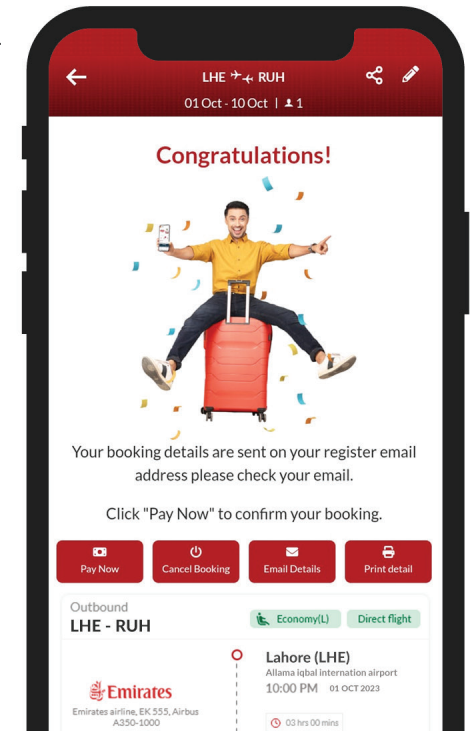 LHE RUH
01 Oct - 10 Oct | 1
Congratulations!
Your booking details are sent on your register email
address please check your email.
Click "Pay Now" to confirm your booking.
Pay Now
Cancel Booking
Email Details
Print detail
Outbound
LHE - RUH
Economy(L)
Direct flight
Emirates
Emirates airline, EK 555, Airbus
A350-1000
Lahore (LHE)
Allama iqbal internation airport
10:00 PM 01 OCT 2023
03 hrs 00 mins